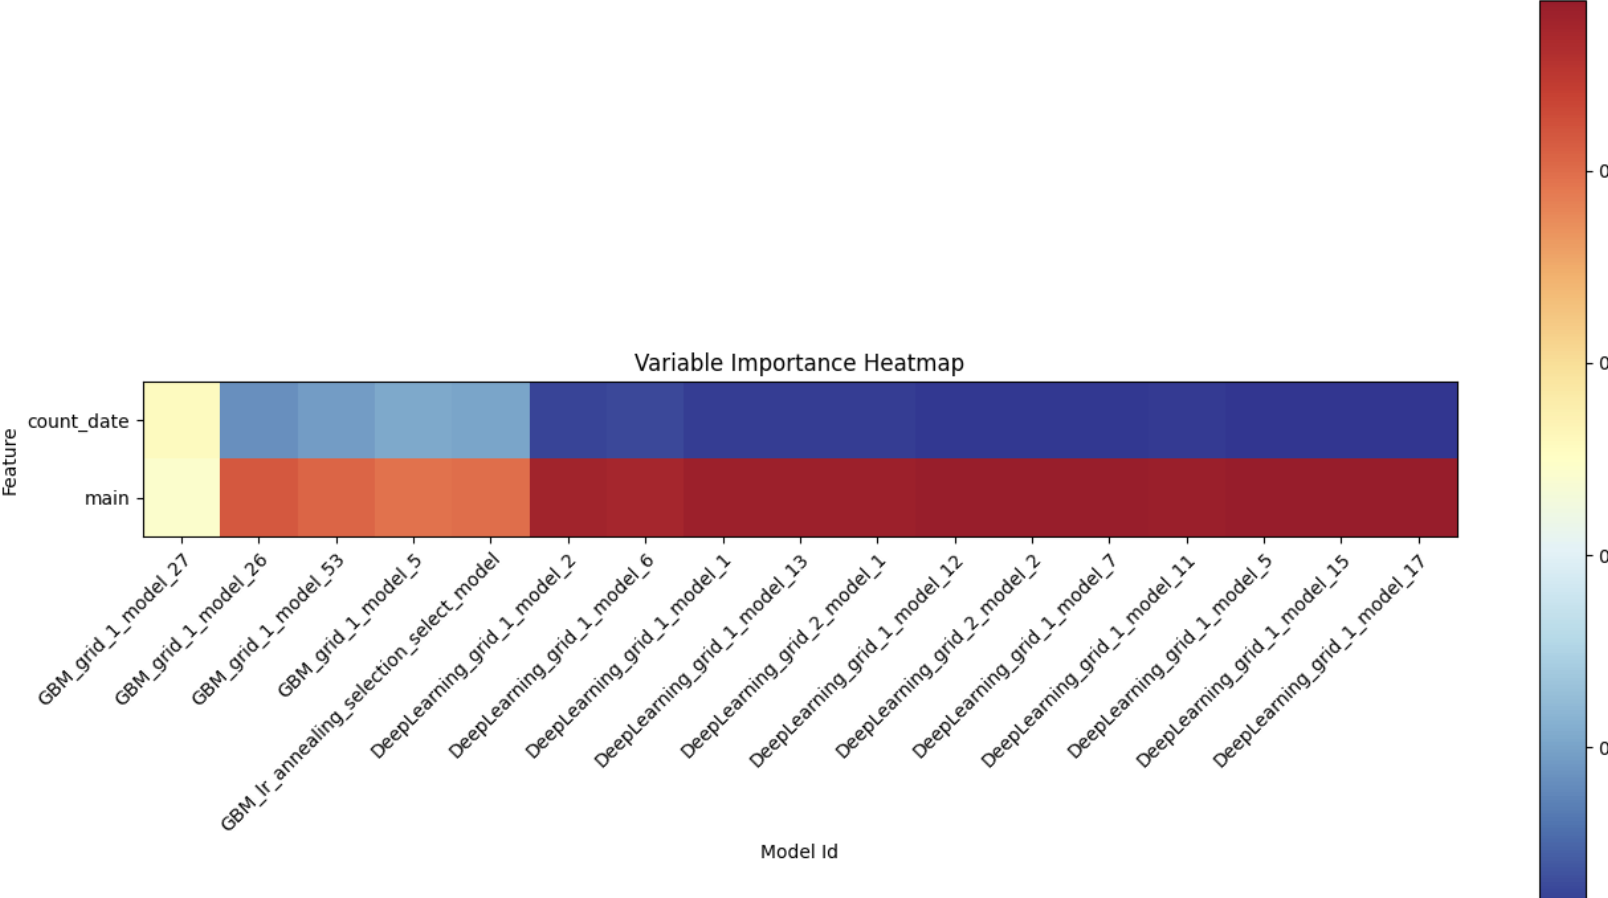 Variable Importance Heatmap
Feature
count_date
main
GBM_grid_1_model_27
GBM_grid_1_model_26
GBM_grid_1_model_53
GBM_grid_1_model_5
GBM_lr_annealing_selection_select_model
DeepLearning_grid_1_model_2
DeepLearning_grid_1_model_6
DeepLearning_grid_1_model_1
DeepLearning_grid_1_model_13
DeepLearning_grid_2_model_1
DeepLearning_grid_1_model_12
DeepLearning_grid_2_model_2
DeepLearning_grid_1_model_7
DeepLearning_grid_1_model_11
DeepLearning_grid_1_model_5
DeepLearning_grid_1_model_15
DeepLearning_grid_1_model_17
Model Id